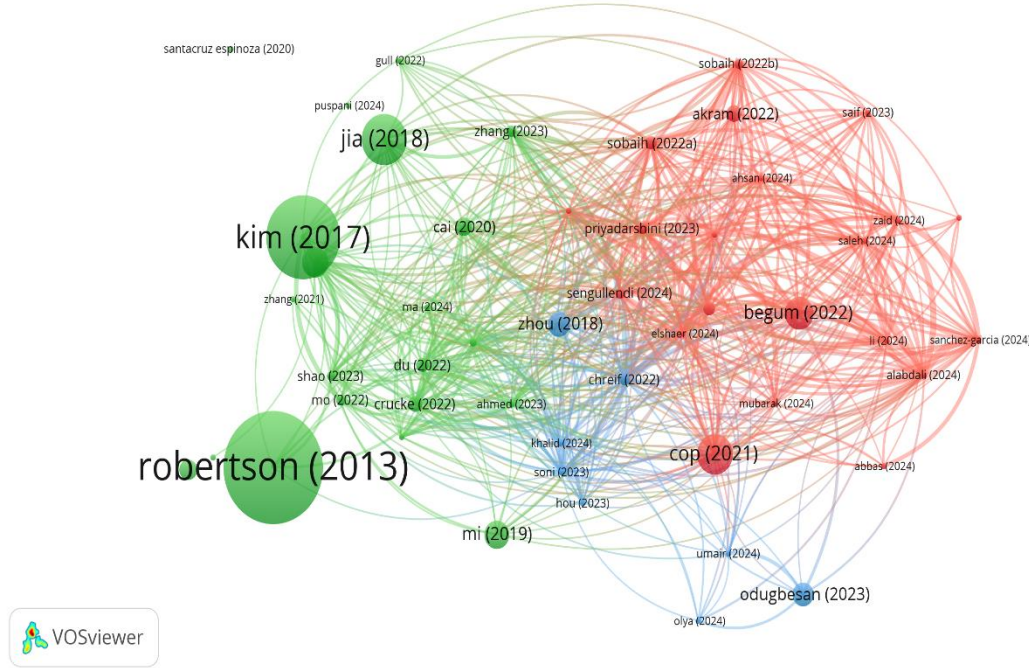 santacruz espinoza (2020)
gull (2022)
sobaih (2022b)
puspani (2024)
akram (2022)
saif (2023)
jia (2018)
zhang (2023)
sobaih (2022a)
ahsan (2024)
kim (2017)
cai (2020)
priyadarshini (2023)
zaid (2024)
saleh (2024)
zhang (2021)
ma (2024)
sengullendi (2024)
zhou (2018)
begum (2022)
elshaer (2024)
li (2024)
sanchez-garcia (2024)
shao (2023)
du (2022)
chreif (2022)
alabdali (2024)
mo (2022)
crucke (2022)
ahmed (2023)
mubarak (2024)
khalid (2024)
robertson (2013)
soni (2023)
cop (2021)
abbas (2024)
hou (2023)
mi (2019)
umair (2024)
odugbesan (2023)
olya (2024)
VOSviewer